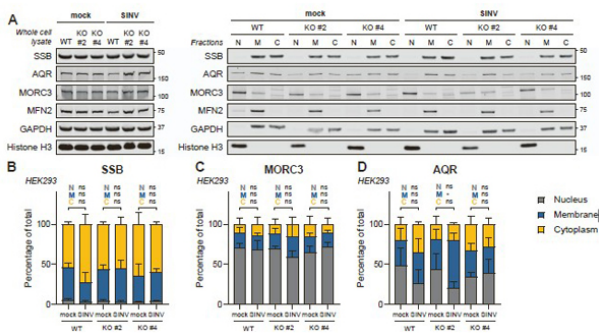 A
mock SINV
Whole cell lysate WT KO #2 KO #4 WT KO #2 KO #4
SSB 50
AQR 150
MORC3 100
MFN2 75
GAPDH 37
Histone H3 15
mock SINV
WT KO #2 KO #4 WT KO #2 KO #4
Fractions N M C N M C N M C N M C N M C N M C
SSB 50
AQR 150
MORC3 100
MFN2 75
GAPDH 37
Histone H3 15
B SSB
HEK293
N ns N ns N ns
M ns M ns M ns
C ns C ns C ns
Percentage of total
100
50
0
mock SINV mock SINV mock SINV
WT KO #2 KO #4
C MORC3
HEK293
N ns N ns N ns
M ns M ns M ns
C ns C ns C ns
Percentage of total
100
50
0
mock SINV mock SINV mock SINV
WT KO #2 KO #4
D AQR
HEK293
N ns N ns N ns
M ns M M ns
C ns C ns C ns
Percentage of total
100
50
0
mock SINV mock SINV mock SINV
WT KO #2 KO #4
Nucleus
Membrane
Cytoplasm